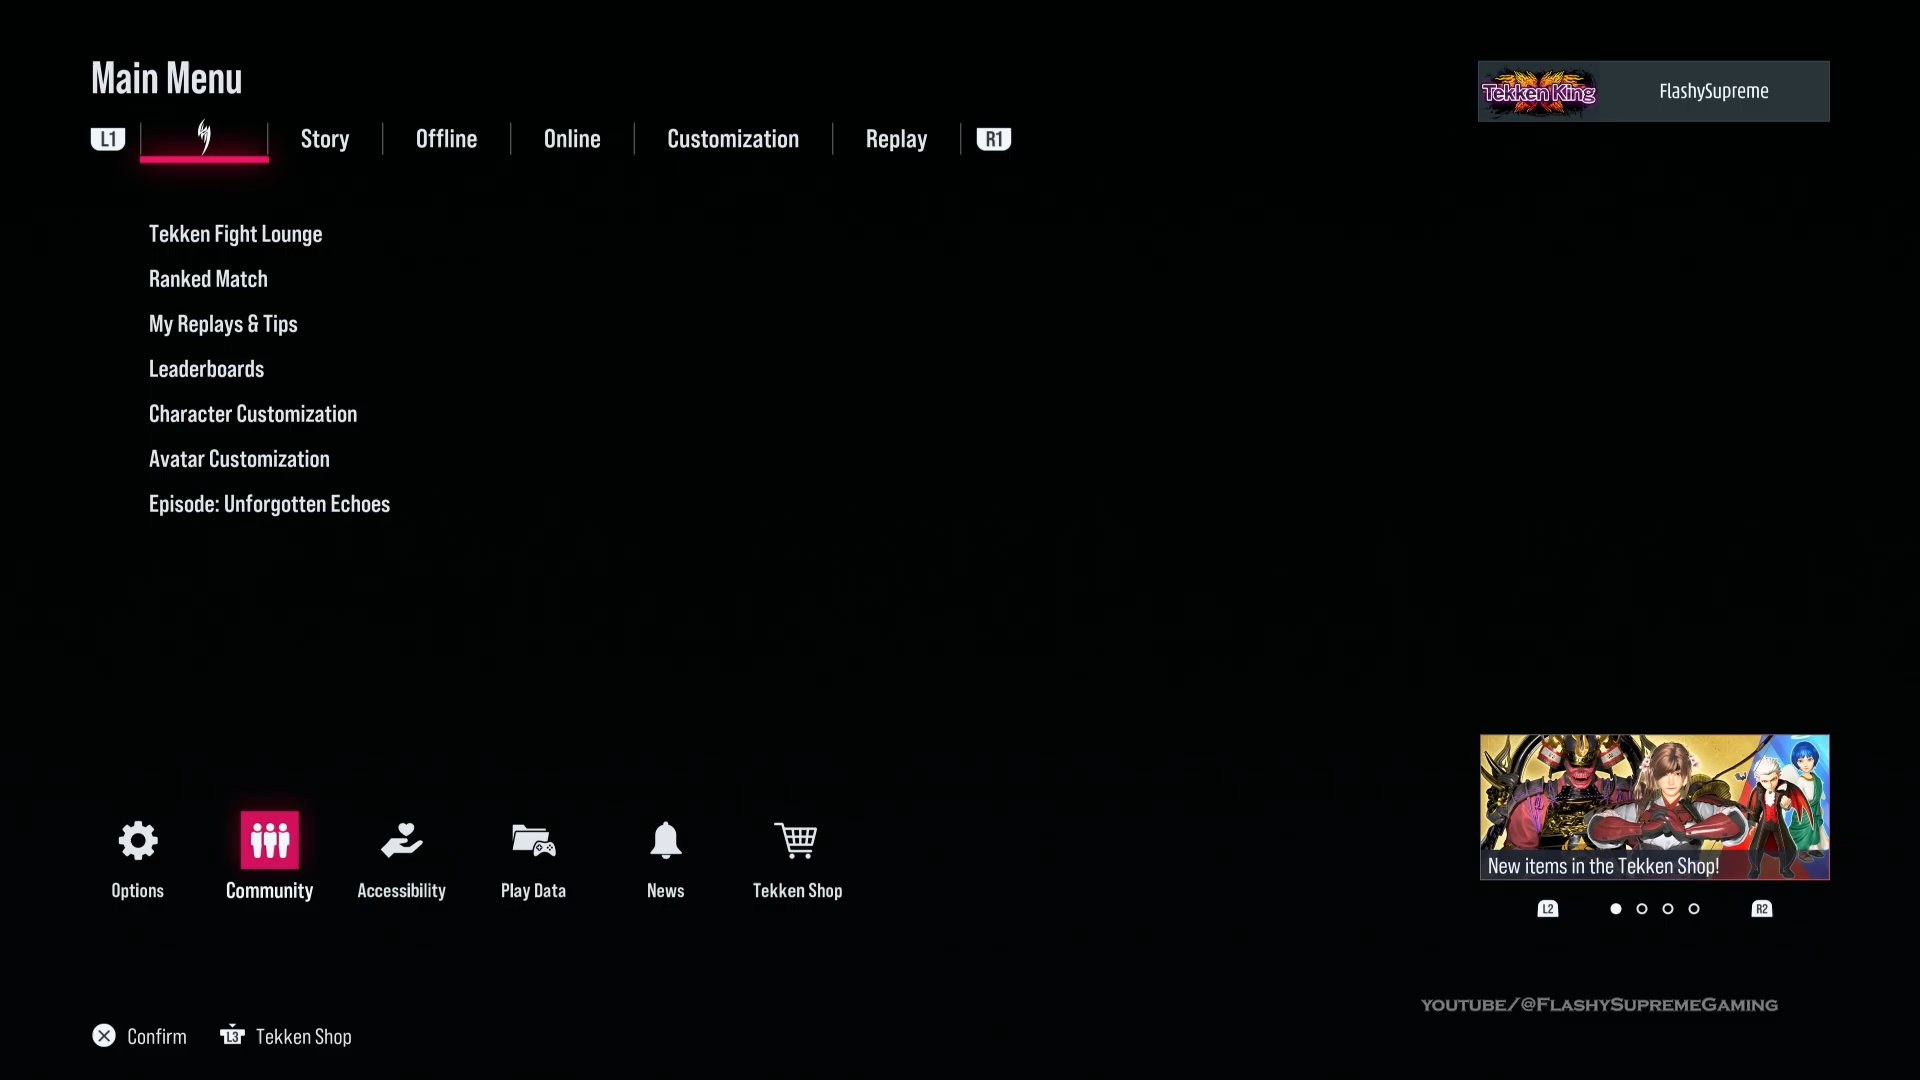 Main Menu
Tekken King FlashySupreme
L1 Story Offline Online Customization Replay R1
Tekken Fight Lounge
Ranked Match
My Replays & Tips
Leaderboards
Character Customization
Avatar Customization
Episode: Unforgotten Echoes
New items in the Tekken Shop!
Options Community Accessibility Play Data News Tekken Shop
L2 R2
YOUTUBE/@FLASHYSUPREMEGAMING
Confirm L3 Tekken Shop